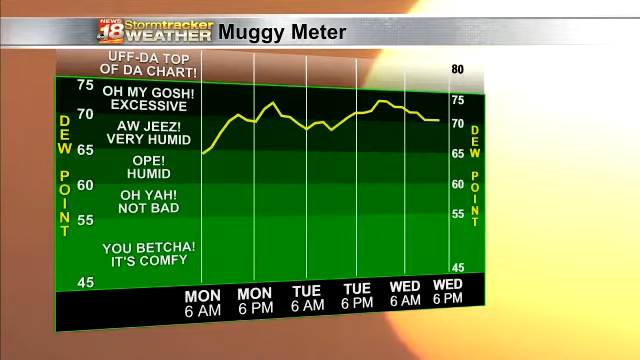 NEWS
18
Stormtracker
WEATHER
Muggy Meter
UFF-DA TOP
OF DA CHART!
80
75
OH MY GOSH!
EXCESSIVE
75
70
AW JEEZ!
VERY HUMID
70
65
OPE!
HUMID
65
60
OH YAH!
NOT BAD
60
55
55
YOU BETCHA!
IT'S COMFY
45
45
DEW POINT
DEW POINT
MON
6 AM
MON
6 PM
TUE
6 AM
TUE
6 PM
WED
6 AM
WED
6 PM